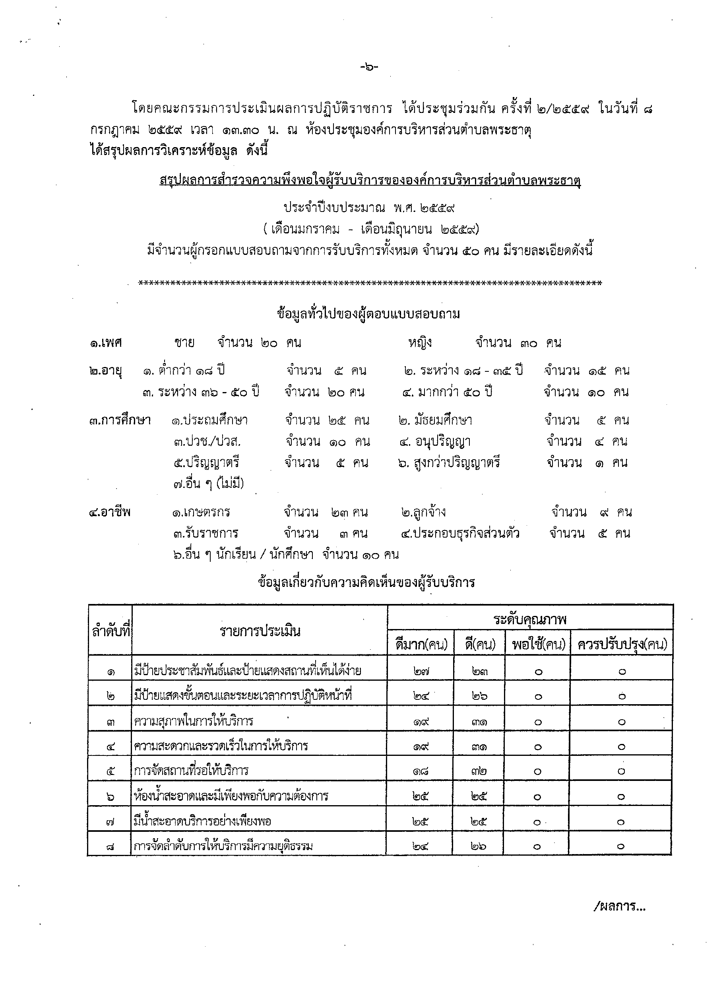 -๖-
โดยคณะกรรมการประเมินผลการปฏิบัติราชการ ได้ประชุมร่วมกัน ครั้งที่ ๒/๒๕๕๙ ในวันที่ ๘
กรกฎาคม ๒๕๕๙ เวลา ๑๓.๓๐ น. ณ ห้องประชุมองค์การบริหารส่วนตำบลพระธาตุ
ได้สรุปผลการวิเคราะห์ข้อมูล ดังนี้
สรุปผลการสำรวจความพึงพอใจผู้รับบริการขององค์การบริหารส่วนตำบลพระธาตุ
ประจำปีงบประมาณ พ.ศ. ๒๕๕๙
( เดือนมกราคม - เดือนมิถุนายน ๒๕๕๙)
มีจำนวนผู้กรอกแบบสอบถามจากการรับบริการทั้งหมด จำนวน ๕๐ คน มีรายละเอียดดังนี้
**************************************************************************************
ข้อมูลทั่วไปของผู้ตอบแบบสอบถาม
๑.เพศ ชาย จำนวน ๒๐ คน หญิง จำนวน ๓๐ คน
๒.อายุ ๑. ต่ำกว่า ๑๘ ปี จำนวน ๕ คน ๒. ระหว่าง ๑๘ - ๓๕ ปี จำนวน ๑๕ คน
๓. ระหว่าง ๓๖ - ๕๐ ปี จำนวน ๒๐ คน ๔. มากกว่า ๕๐ ปี จำนวน ๑๐ คน
๓.การศึกษา ๑.ประถมศึกษา จำนวน ๒๕ คน ๒. มัธยมศึกษา จำนวน ๕ คน
๓.ปวช./ปวส. จำนวน ๑๐ คน ๔. อนุปริญญา จำนวน ๔ คน
๕.ปริญญาตรี จำนวน ๕ คน ๖. สูงกว่าปริญญาตรี จำนวน ๑ คน
๗.อื่น ๆ (ไม่มี)
๔.อาชีพ ๑.เกษตรกร จำนวน ๒๓ คน ๒.ลูกจ้าง จำนวน ๙ คน
๓.รับราชการ จำนวน ๓ คน ๔.ประกอบธุรกิจส่วนตัว จำนวน ๕ คน
๖.อื่น ๆ นักเรียน / นักศึกษา จำนวน ๑๐ คน
ข้อมูลเกี่ยวกับความคิดเห็นของผู้รับบริการ
ลำดับที่ รายการประเมิน ระดับคุณภาพ
ดีมาก(คน) ดี(คน) พอใช้(คน) ควรปรับปรุง(คน)
๑ มีป้ายประชาสัมพันธ์และป้ายแสดงสถานที่เห็นได้ง่าย ๒๗ ๒๓ ๐ ๐
๒ มีป้ายแสดงขั้นตอนและระยะเวลาการปฏิบัติหน้าที่ ๒๔ ๒๖ ๐ ๐
๓ ความสุภาพในการให้บริการ ๑๙ ๓๑ ๐ ๐
๔ ความสะดวกและรวดเร็วในการให้บริการ ๑๙ ๓๑ ๐ ๐
๕ การจัดสถานที่รอให้บริการ ๑๘ ๓๒ ๐ ๐
๖ ห้องน้ำสะอาดและมีเพียงพอกับความต้องการ ๒๕ ๒๕ ๐ ๐
๗ มีน้ำสะอาดบริการอย่างเพียงพอ ๒๕ ๒๕ ๐ ๐
๘ การจัดลำดับการให้บริการมีความยุติธรรม ๒๔ ๒๖ ๐ ๐
/ผลการ...